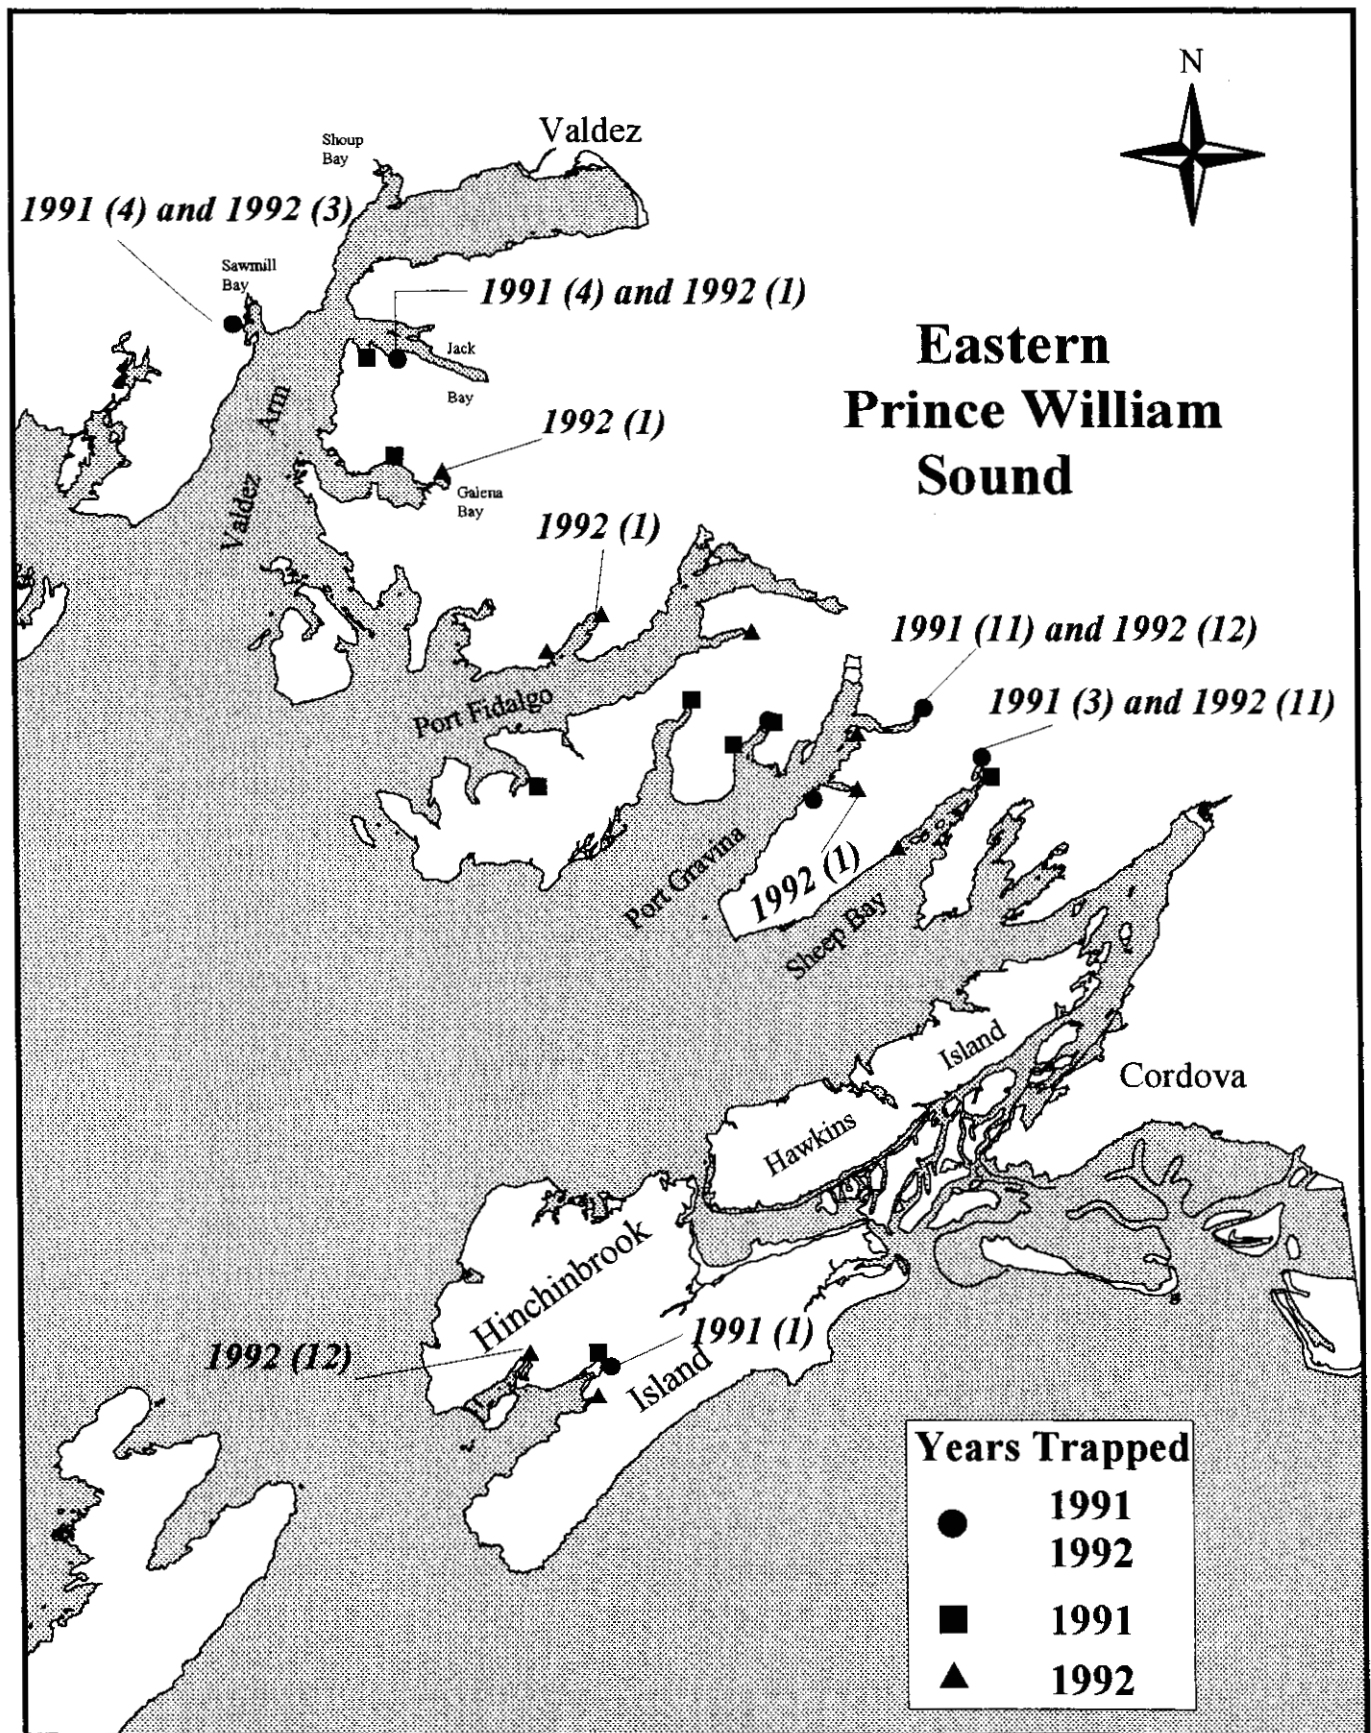 N
Valdez
Shoup
Bay
1991 (4) and 1992 (3)
Sawmill
Bay
1991 (4) and 1992 (1)
Jack
Bay
Eastern
Prince William
Sound
Valdez Arm
1992 (1)
Galena
Bay
1992 (1)
1991 (11) and 1992 (12)
1991 (3) and 1992 (11)
Port Fidalgo
Port Gravina
1992 (1)
Sheep Bay
Hawkins Island
Cordova
Hinchinbrook Island
1991 (1)
1992 (12)
Years Trapped
1991
1992
1991
1992